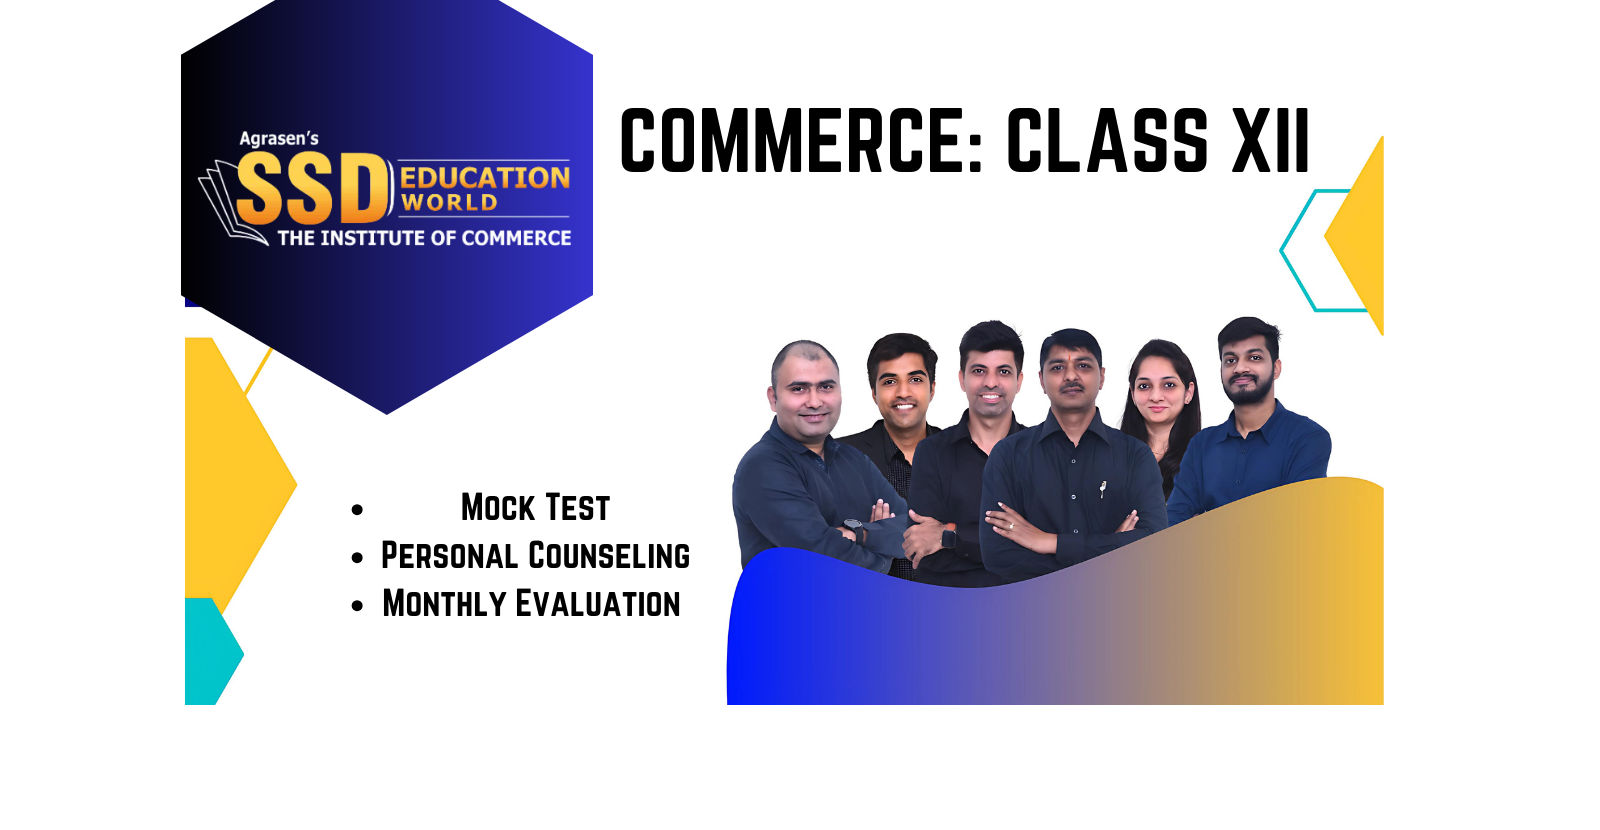 Agrasen's
SSD EDUCATION
WORLD
THE INSTITUTE OF COMMERCE
COMMERCE: CLASS XII
• MOCK TEST
• PERSONAL COUNSELING
• MONTHLY EVALUATION